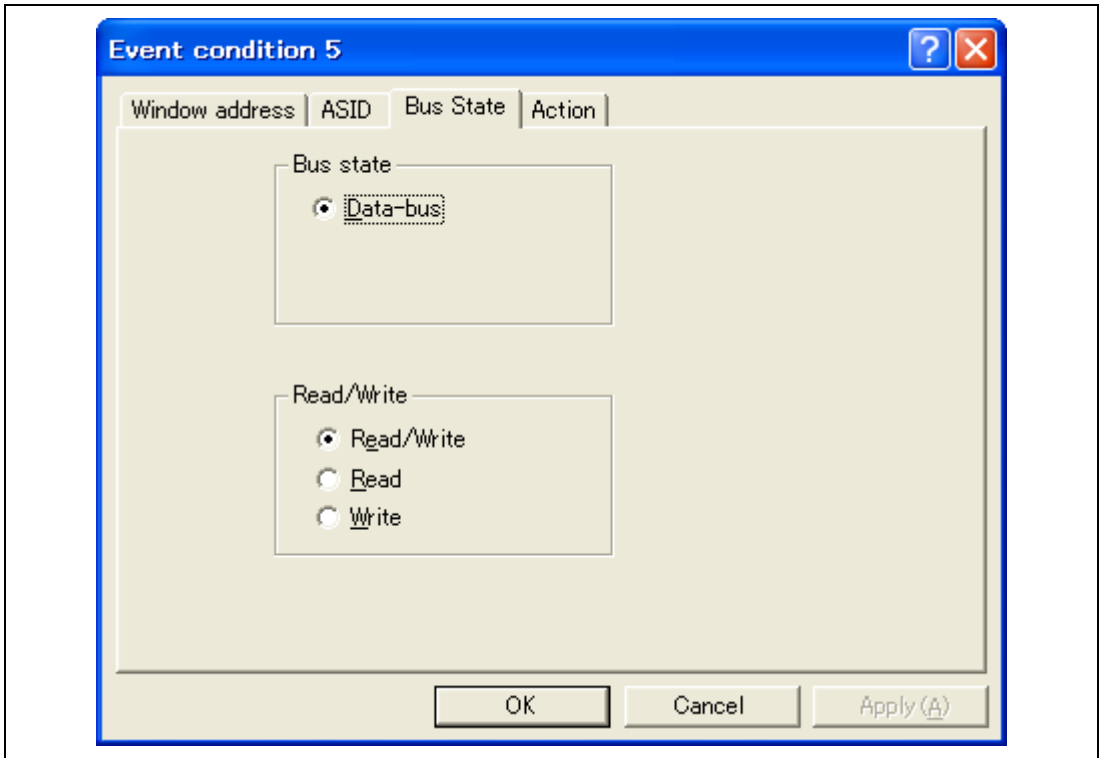 Event condition 5
Window address ASID Bus State Action
Bus state
Data-bus
Read/Write
Read/Write
Read
Write
OK Cancel Apply(A)